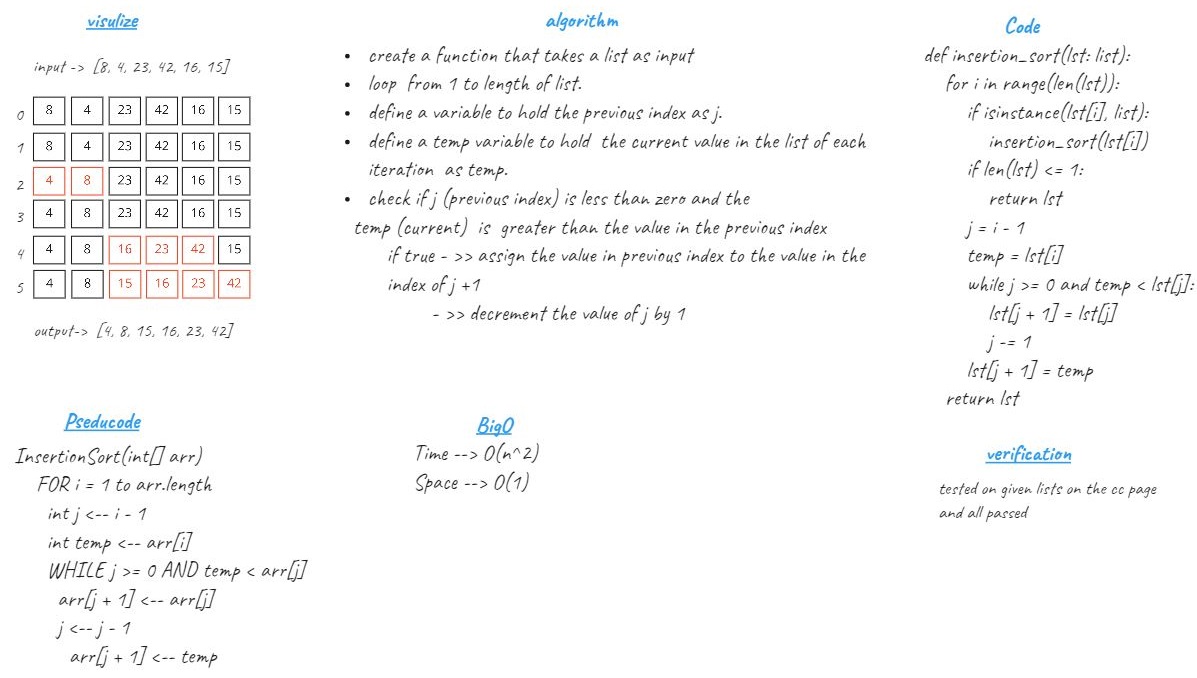 visulize
input -> [8, 4, 23, 42, 16, 15]
0 8 4 23 42 16 15
1 8 4 23 42 16 15
2 4 8 23 42 16 15
3 4 8 23 42 16 15
4 4 8 16 23 42 15
5 4 8 15 16 23 42
output-> [4, 8, 15, 16, 23, 42]
algorithm
• create a function that takes a list as input
• loop from 1 to length of list.
• define a variable to hold the previous index as j.
• define a temp variable to hold the current value in the list of each
iteration as temp.
• check if j (previous index) is less than zero and the
temp (current) is greater than the value in the previous index
if true - >> assign the value in previous index to the value in the
index of j +1
- >> decrement the value of j by 1
Code
def insertion_sort(lst: list):
for i in range(len(lst)):
if isinstance(lst[i], list):
insertion_sort(lst[i])
if len(lst) <= 1:
return lst
j = i - 1
temp = lst[i]
while j >= 0 and temp < lst[j]:
lst[j + 1] = lst[j]
j -= 1
lst[j + 1] = temp
return lst
Pseducode
InsertionSort(int[] arr)
FOR i = 1 to arr.length
int j <-- i - 1
int temp <-- arr[i]
WHILE j >= 0 AND temp < arr[j]
arr[j + 1] <-- arr[j]
j <-- j - 1
arr[j + 1] <-- temp
BigO
Time --> O(n^2)
Space --> O(1)
verification
tested on given lists on the cc page
and all passed